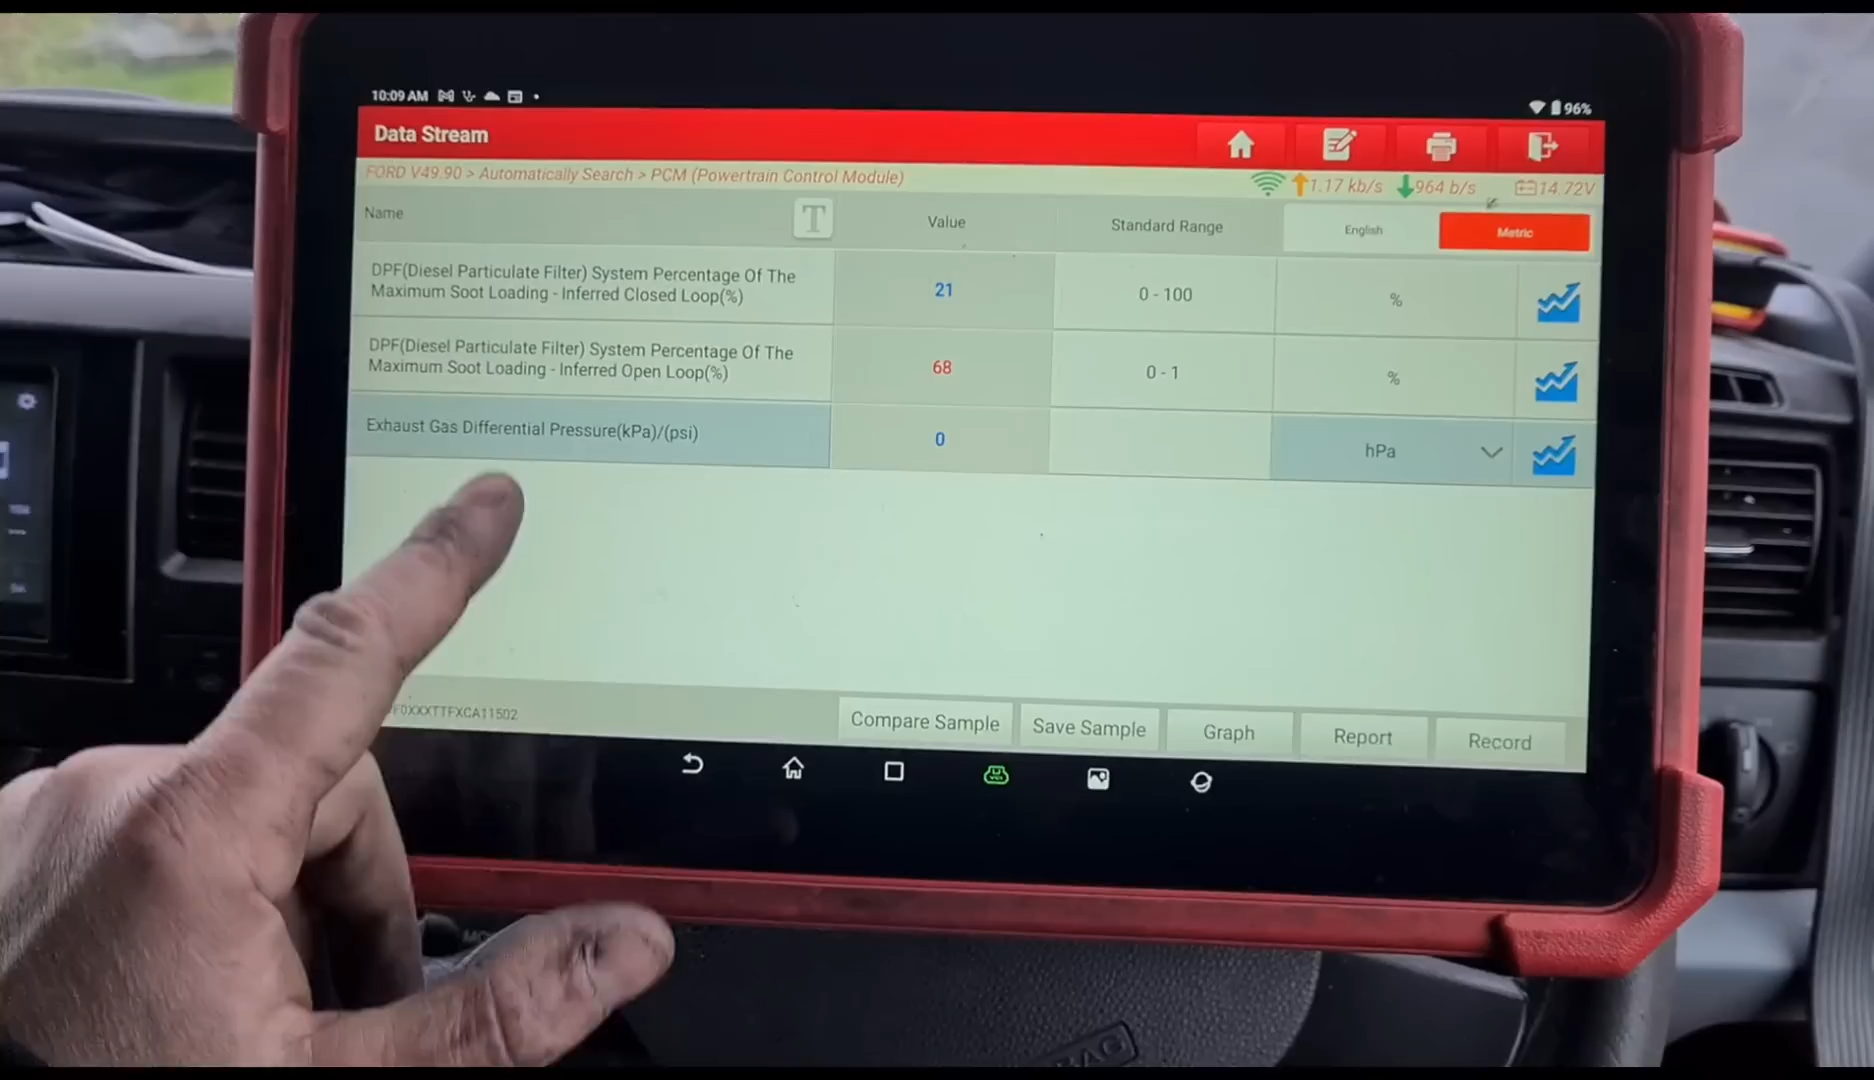 10:09 AM
96%
Data Stream
FORD V49.90 > Automatically Search > PCM (Powertrain Control Module)
1.17 kb/s
964 b/s
14.72V
Name
T
Value
Standard Range
English
Metric
DPF(Diesel Particulate Filter) System Percentage Of The
Maximum Soot Loading - Inferred Closed Loop(%)
21
0 - 100
%
DPF(Diesel Particulate Filter) System Percentage Of The
Maximum Soot Loading - Inferred Open Loop(%)
68
0 - 1
%
Exhaust Gas Differential Pressure(kPa)/(psi)
0
hPa
F0XXXTTFXCA11502
Compare Sample
Save Sample
Graph
Report
Record